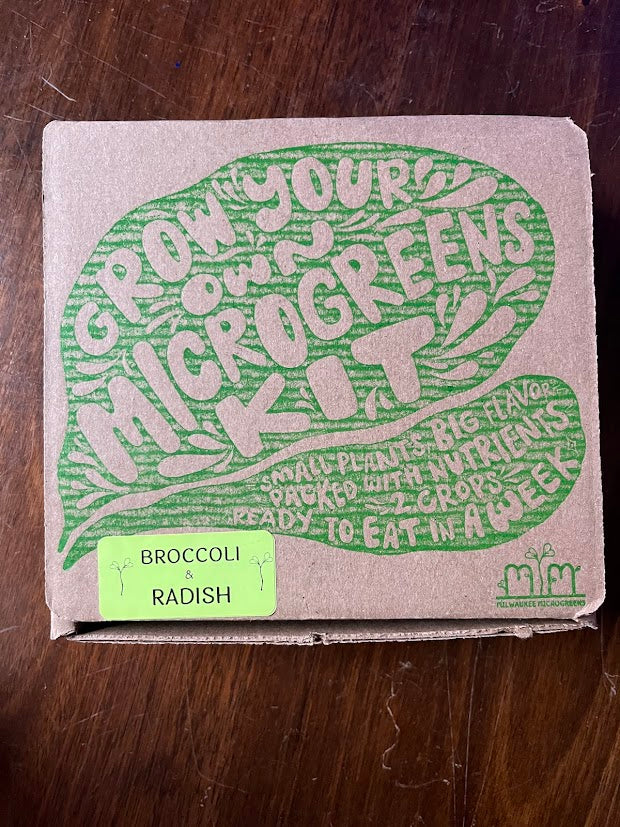 GROW YOUR
OWN
MICROGREENS
KIT
SMALL PLANTS BIG FLAVOR
PACKED WITH NUTRIENTS
2 CROPS
READY TO EAT IN A WEEK
BROCCOLI
&
RADISH
MM
MILWAUKEE MICROGREENS